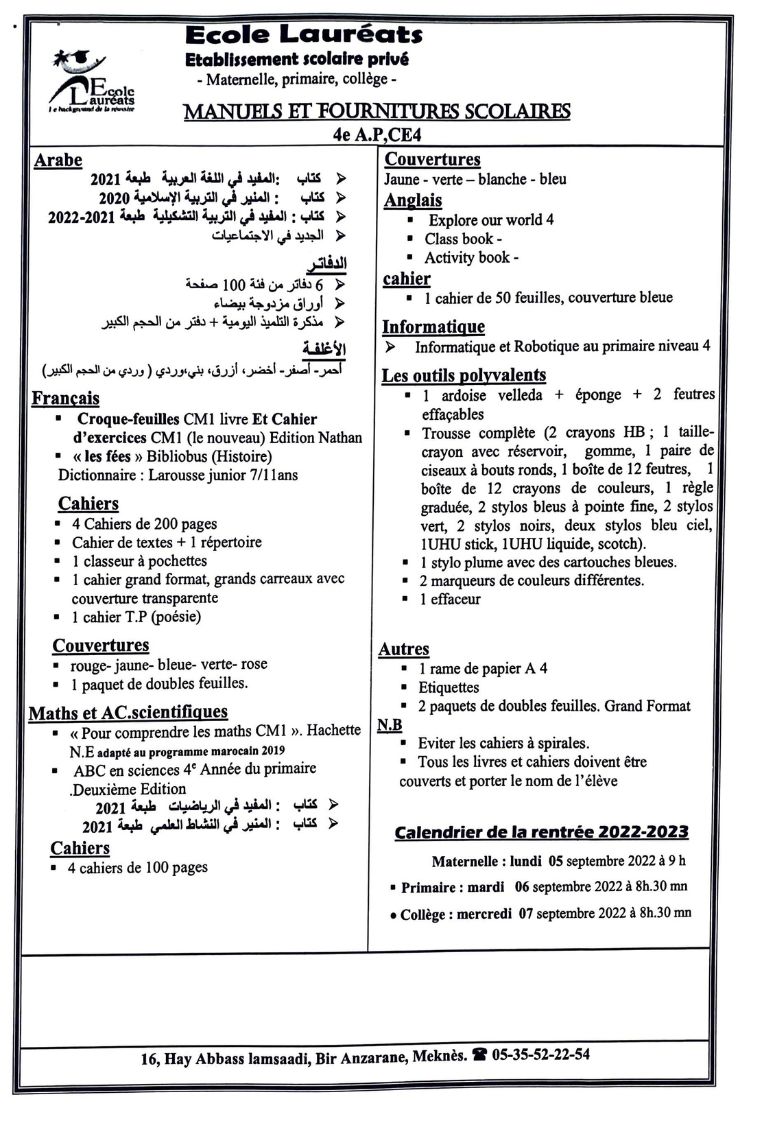 Ecole Lauréats
Etablissement scolaire privé
- Maternelle, primaire, collège -
Ecole
Lauréats
Le background de la réussite
MANUELS ET FOURNITURES SCOLAIRES
4e A.P,CE4
Arabe
➢ كتاب : المفيد في اللغة العربية طبعة 2021
➢ كتاب : المنير في التربية الإسلامية 2020
➢ كتاب : المفيد في التربية التشكيلية طبعة 2021-2022
➢ الجديد في الاجتماعيات
الدفاتر
➢ 6 دفاتر من فئة 100 صفحة
➢ أوراق مزدوجة بيضاء
➢ مذكرة التلميذ اليومية + دفتر من الحجم الكبير
الأغلفة
أحمر- أصفر- أخضر، أزرق، بني،وردي ( وردي من الحجم الكبير)
Français
▪ Croque-feuilles CM1 livre Et Cahier
d'exercices CM1 (le nouveau) Edition Nathan
▪ « les fées » Bibliobus (Histoire)
Dictionnaire : Larousse junior 7/11ans
Cahiers
▪ 4 Cahiers de 200 pages
▪ Cahier de textes + 1 répertoire
▪ 1 classeur à pochettes
▪ 1 cahier grand format, grands carreaux avec
couverture transparente
▪ 1 cahier T.P (poésie)
Couvertures
▪ rouge- jaune- bleue- verte- rose
▪ 1 paquet de doubles feuilles.
Maths et AC.scientifiques
▪ « Pour comprendre les maths CM1 ». Hachette
N.E adapté au programme marocain 2019
▪ ABC en sciences 4e Année du primaire
.Deuxième Edition
➢ كتاب : المفيد في الرياضيات طبعة 2021
➢ كتاب : المنير في النشاط العلمي طبعة 2021
Cahiers
▪ 4 cahiers de 100 pages
Couvertures
Jaune - verte – blanche - bleu
Anglais
▪ Explore our world 4
▪ Class book -
▪ Activity book -
cahier
▪ 1 cahier de 50 feuilles, couverture bleue
Informatique
➢ Informatique et Robotique au primaire niveau 4
Les outils polyvalents
▪ 1 ardoise velleda + éponge + 2 feutres
effaçables
▪ Trousse complète (2 crayons HB ; 1 taille-
crayon avec réservoir, gomme, 1 paire de
ciseaux à bouts ronds, 1 boîte de 12 feutres, 1
boîte de 12 crayons de couleurs, 1 règle
graduée, 2 stylos bleus à pointe fine, 2 stylos
vert, 2 stylos noirs, deux stylos bleu ciel,
1UHU stick, 1UHU liquide, scotch).
▪ 1 stylo plume avec des cartouches bleues.
▪ 2 marqueurs de couleurs différentes.
▪ 1 effaceur
Autres
▪ 1 rame de papier A 4
▪ Etiquettes
▪ 2 paquets de doubles feuilles. Grand Format
N.B
▪ Eviter les cahiers à spirales.
▪ Tous les livres et cahiers doivent être
couverts et porter le nom de l'élève
Calendrier de la rentrée 2022-2023
Maternelle : lundi 05 septembre 2022 à 9 h
▪ Primaire : mardi 06 septembre 2022 à 8h.30 mn
● Collège : mercredi 07 septembre 2022 à 8h.30 mn
16, Hay Abbass lamsaadi, Bir Anzarane, Meknès. ☎ 05-35-52-22-54